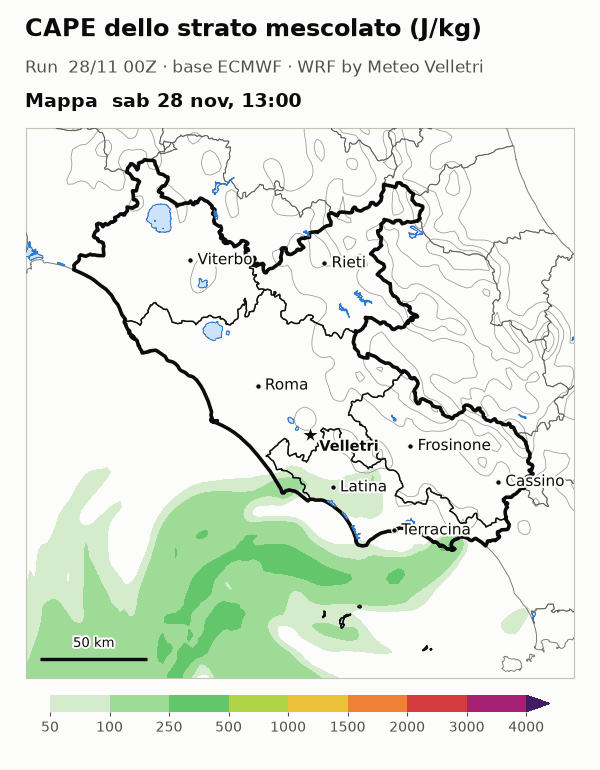 CAPE dello strato mescolato (J/kg)
Run  28/11 00Z · base ECMWF · WRF by Meteo Velletri
Mappa  sab 28 nov, 13:00
Viterbo
Rieti
Roma
Velletri
Frosinone
Cassino
Latina
Terracina
50 km
50 100 250 500 1000 1500 2000 3000 4000